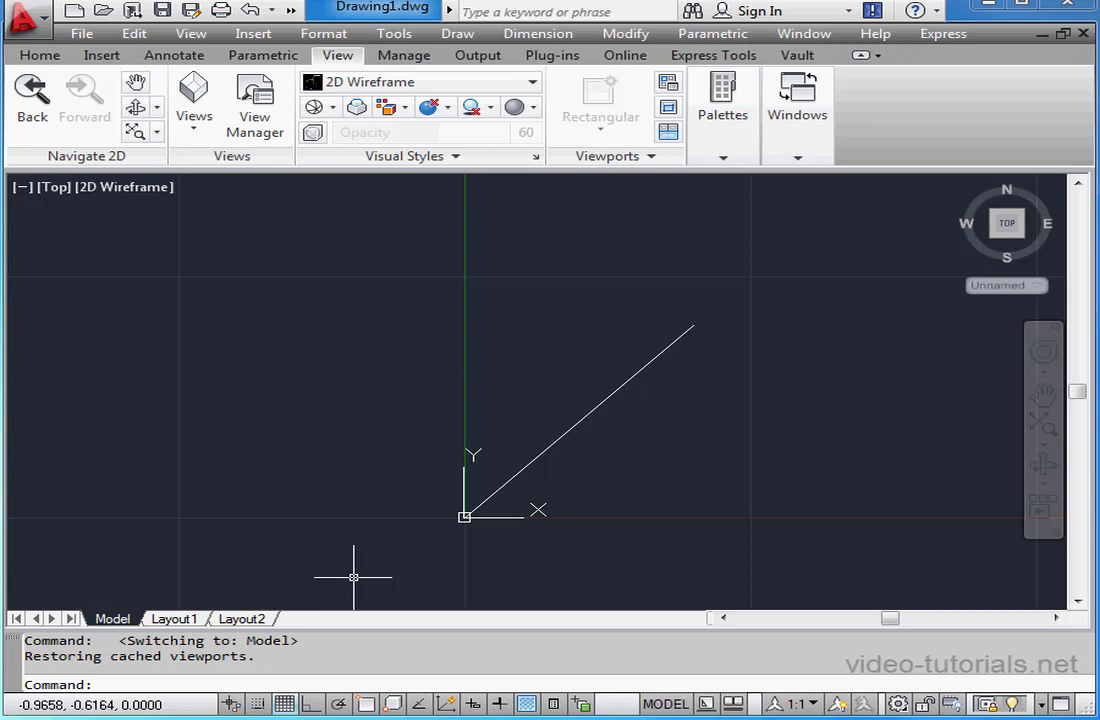 Drawing1.dwg
Type a keyword or phrase
Sign In
File Edit View Insert Format Tools Draw Dimension Modify Parametric Window Help Express
Home Insert Annotate Parametric View Manage Output Plug-ins Online Express Tools Vault
Back
Forward
Navigate 2D
Views
View
Manager
Views
2D Wireframe
Opacity 60
Visual Styles
Rectangular
Viewports
Palettes
Windows
[−] [Top] [2D Wireframe]
N
W TOP E
S
Unnamed
Y
X
Model Layout1 Layout2
Command: <Switching to: Model>
Restoring cached viewports.
video-tutorials.net
Command:
-0.9658, -0.6164, 0.0000 MODEL 1:1